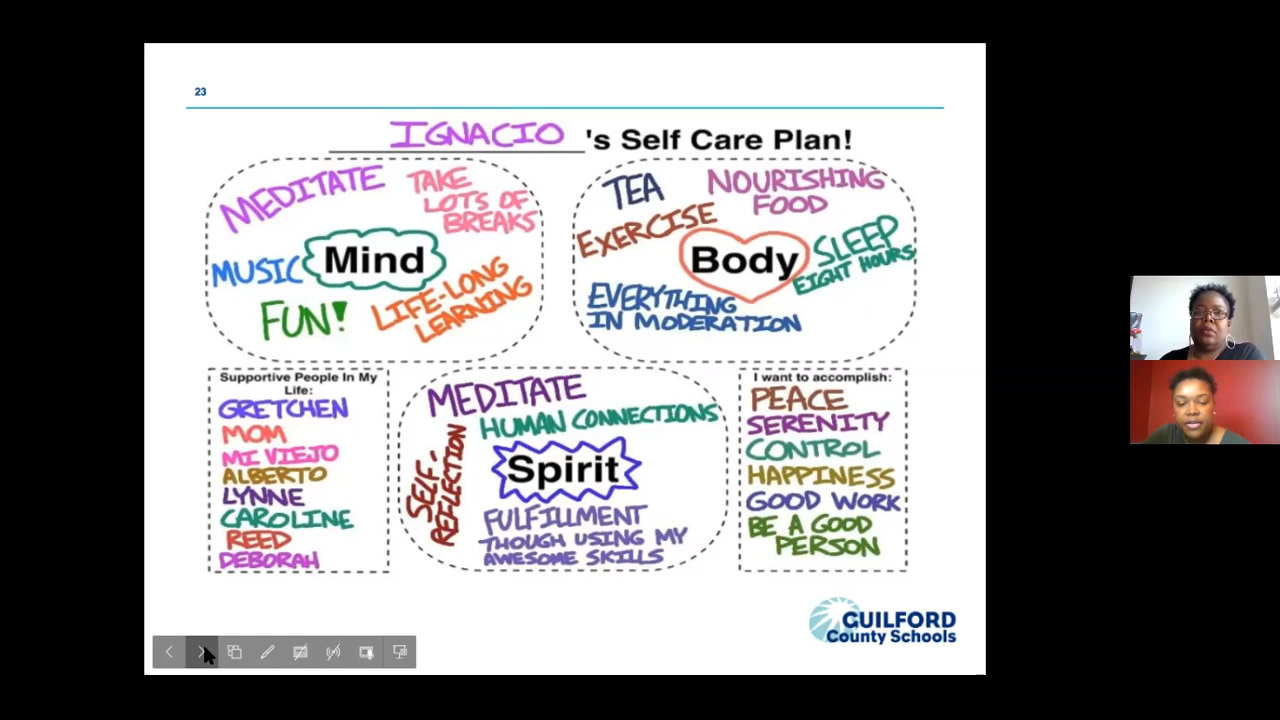 23
IGNACIO 's Self Care Plan!
MEDITATE
TAKE
LOTS OF
BREAKS
MUSIC
Mind
FUN!
LIFE-LONG
LEARNING
TEA
NOURISHING
FOOD
EXERCISE
Body
SLEEP
EIGHT HOURS
EVERYTHING
IN MODERATION
Supportive People In My
Life:
GRETCHEN
MOM
MI VIEJO
ALBERTO
LYNNE
CAROLINE
REED
DEBORAH
MEDITATE
HUMAN CONNECTIONS
SELF-
REFLECTION
Spirit
FULFILLMENT
THOUGH USING MY
AWESOME SKILLS
I want to accomplish:
PEACE
SERENITY
CONTROL
HAPPINESS
GOOD WORK
BE A GOOD
PERSON
GUILFORD
County Schools